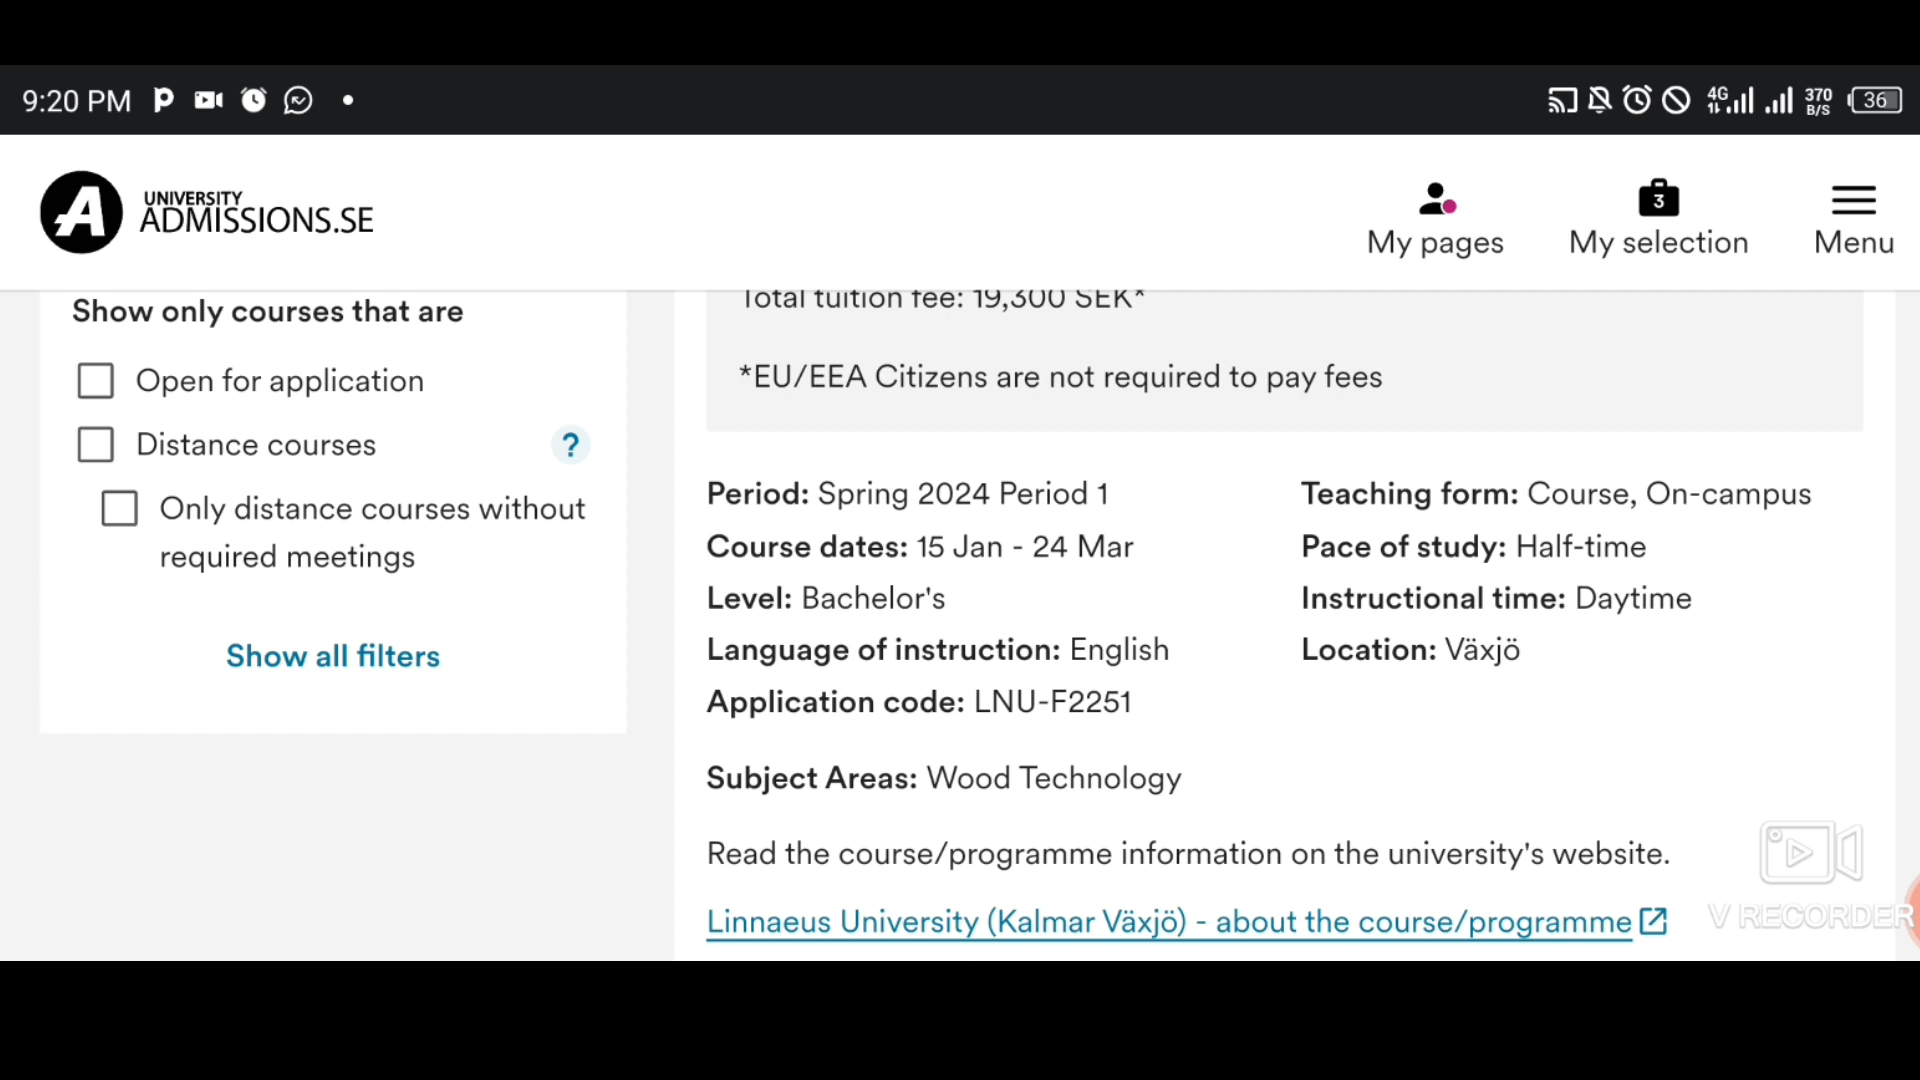 9:20 PM
4G
370
B/S
36
UNIVERSITY
ADMISSIONS.SE
My pages
3
My selection
Menu
Show only courses that are
Open for application
Distance courses
?
Only distance courses without
required meetings
Show all filters
Total tuition fee: 19,300 SEK*
*EU/EEA Citizens are not required to pay fees
Period: Spring 2024 Period 1
Course dates: 15 Jan - 24 Mar
Level: Bachelor's
Language of instruction: English
Application code: LNU-F2251
Teaching form: Course, On-campus
Pace of study: Half-time
Instructional time: Daytime
Location: Växjö
Subject Areas: Wood Technology
Read the course/programme information on the university's website.
Linnaeus University (Kalmar Växjö) - about the course/programme
V RECORDER